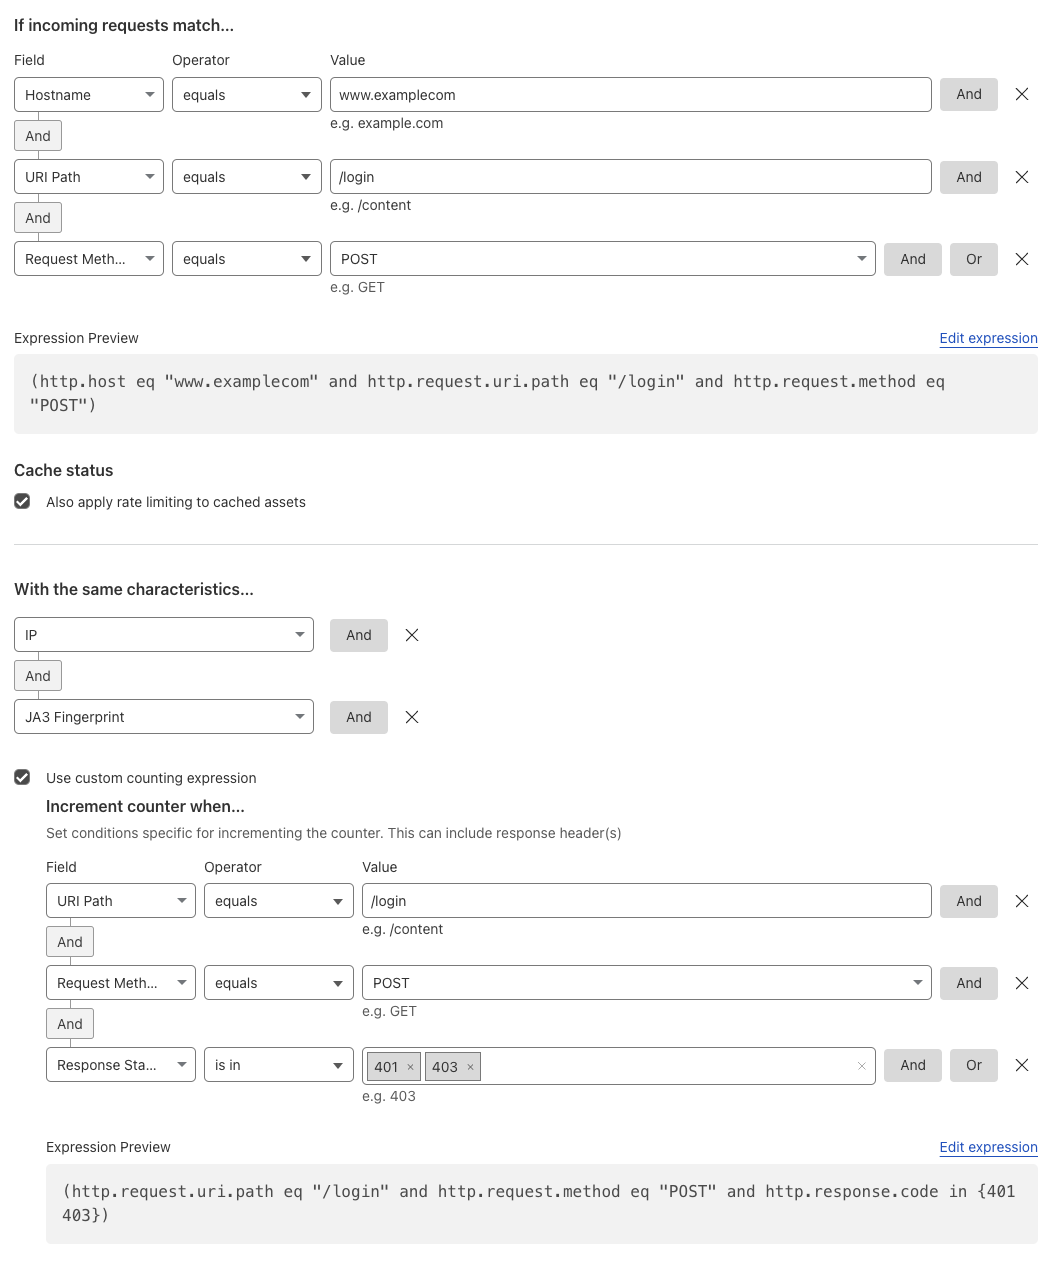 If incoming requests match...
Field Operator Value
Hostname equals www.examplecom And
e.g. example.com
And
URI Path equals /login And
e.g. /content
And
Request Meth... equals POST And Or
e.g. GET
Expression Preview Edit expression
(http.host eq "www.examplecom" and http.request.uri.path eq "/login" and http.request.method eq
"POST")
Cache status
Also apply rate limiting to cached assets
With the same characteristics...
IP And
And
JA3 Fingerprint And
Use custom counting expression
Increment counter when...
Set conditions specific for incrementing the counter. This can include response header(s)
Field Operator Value
URI Path equals /login And
e.g. /content
And
Request Meth... equals POST And
e.g. GET
And
Response Sta... is in 401 × 403 × × And Or
e.g. 403
Expression Preview Edit expression
(http.request.uri.path eq "/login" and http.request.method eq "POST" and http.response.code in {401
403})